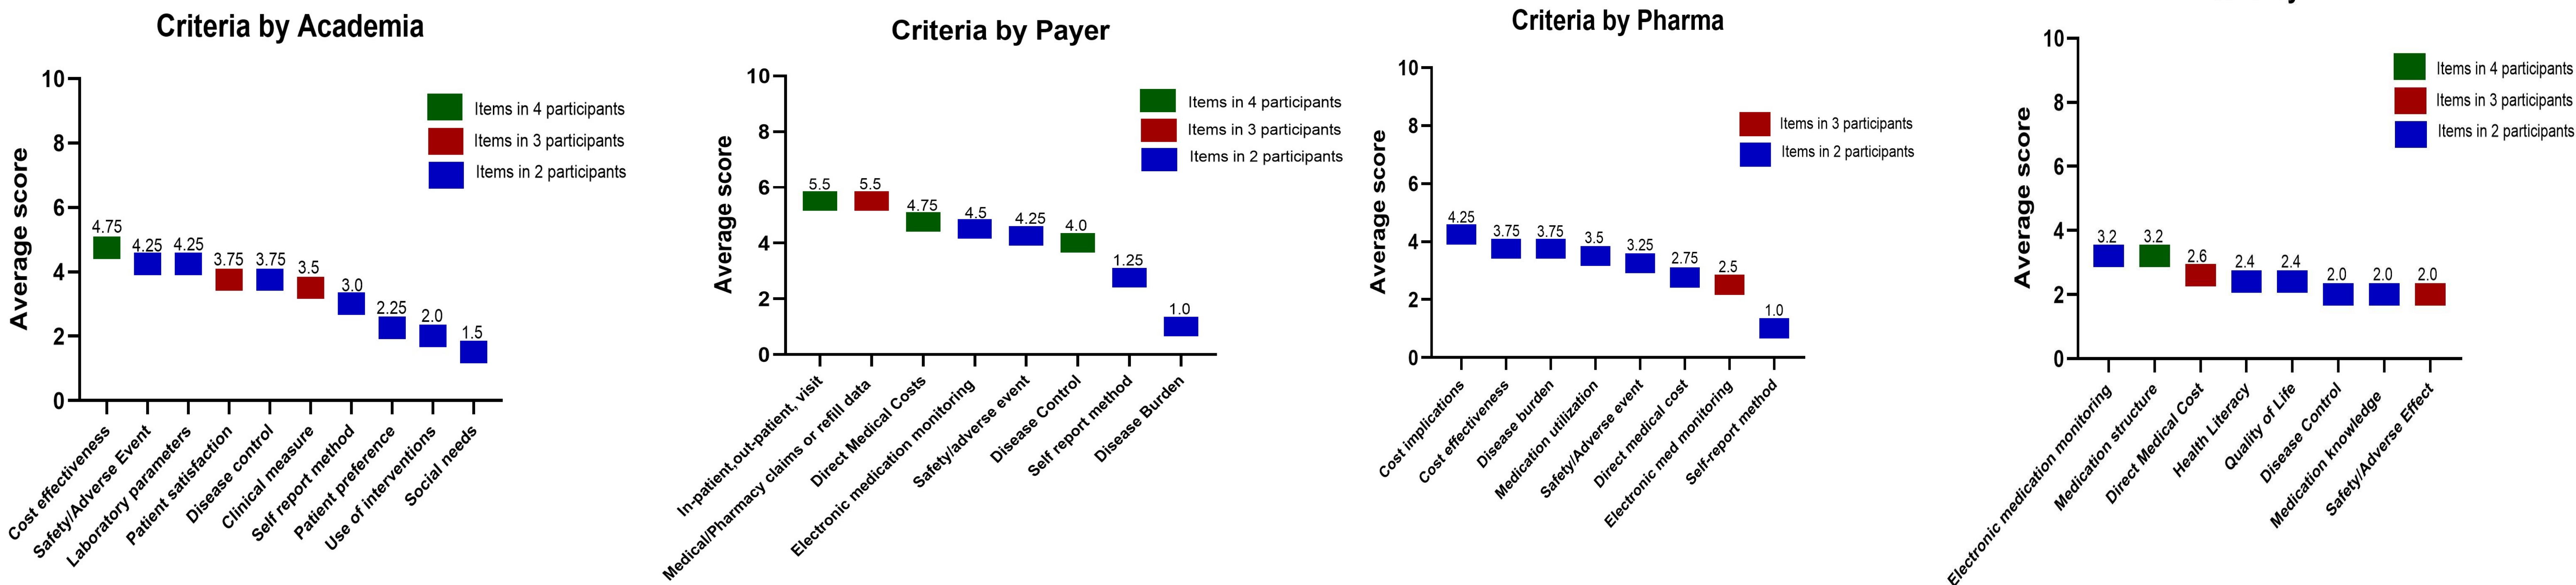 Criteria by Academia
Average score
10
8
6
4
2
0
4.75
4.25
4.25
3.75
3.75
3.5
3.0
2.25
2.0
1.5
Items in 4 participants
Items in 3 participants
Items in 2 participants
Cost effectiveness
Safety/Adverse Event
Laboratory parameters
Patient satisfaction
Disease control
Clinical measure
Self report method
Patient preference
Use of interventions
Social needs
Criteria by Payer
Average score
10
8
6
4
2
0
5.5
5.5
4.75
4.5
4.25
4.0
1.25
1.0
Items in 4 participants
Items in 3 participants
Items in 2 participants
In-patient,out-patient, visit
Medical/Pharmacy claims or refill data
Direct Medical Costs
Electronic medication monitoring
Safety/adverse event
Disease Control
Self report method
Disease Burden
Criteria by Pharma
Average score
10
8
6
4
2
0
4.25
3.75
3.75
3.5
3.25
2.75
2.5
1.0
Items in 3 participants
Items in 2 participants
Cost implications
Cost effectiveness
Disease burden
Medication utilization
Safety/Adverse event
Direct medical cost
Electronic med monitoring
Self-report method
Average score
10
8
6
4
2
0
3.2
3.2
2.6
2.4
2.4
2.0
2.0
2.0
Items in 4 participants
Items in 3 participants
Items in 2 participants
Electronic medication monitoring
Medication structure
Direct Medical Cost
Health Literacy
Quality of Life
Disease Control
Medication knowledge
Safety/Adverse Effect